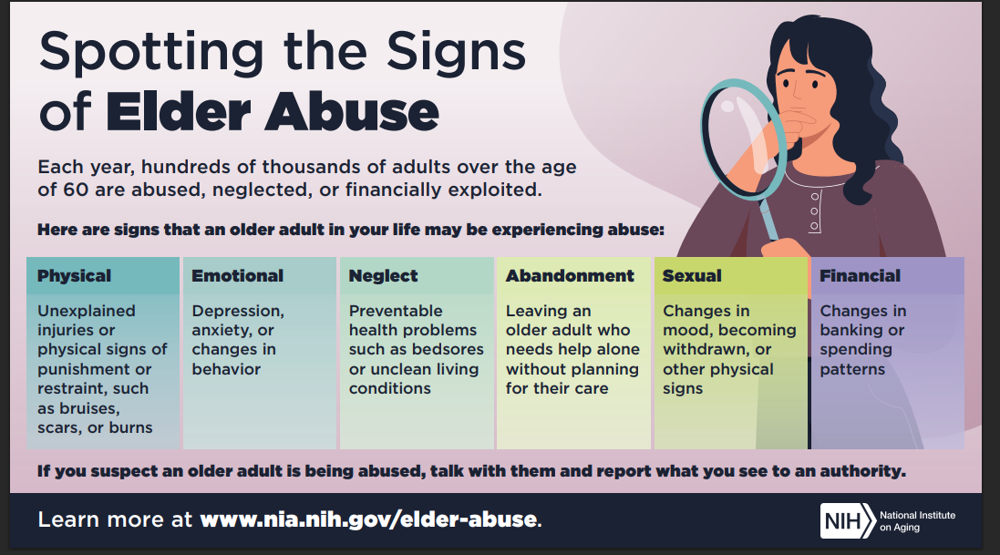 Spotting the Signs
of Elder Abuse
Each year, hundreds of thousands of adults over the age
of 60 are abused, neglected, or financially exploited.
Here are signs that an older adult in your life may be experiencing abuse:
Physical
Unexplained
injuries or
physical signs of
punishment or
restraint, such
as bruises,
scars, or burns
Emotional
Depression,
anxiety, or
changes in
behavior
Neglect
Preventable
health problems
such as bedsores
or unclean living
conditions
Abandonment
Leaving an
older adult who
needs help alone
without planning
for their care
Sexual
Changes in
mood, becoming
withdrawn, or
other physical
signs
Financial
Changes in
banking or
spending
patterns
If you suspect an older adult is being abused, talk with them and report what you see to an authority.
Learn more at www.nia.nih.gov/elder-abuse.
NIH
National Institute
on Aging